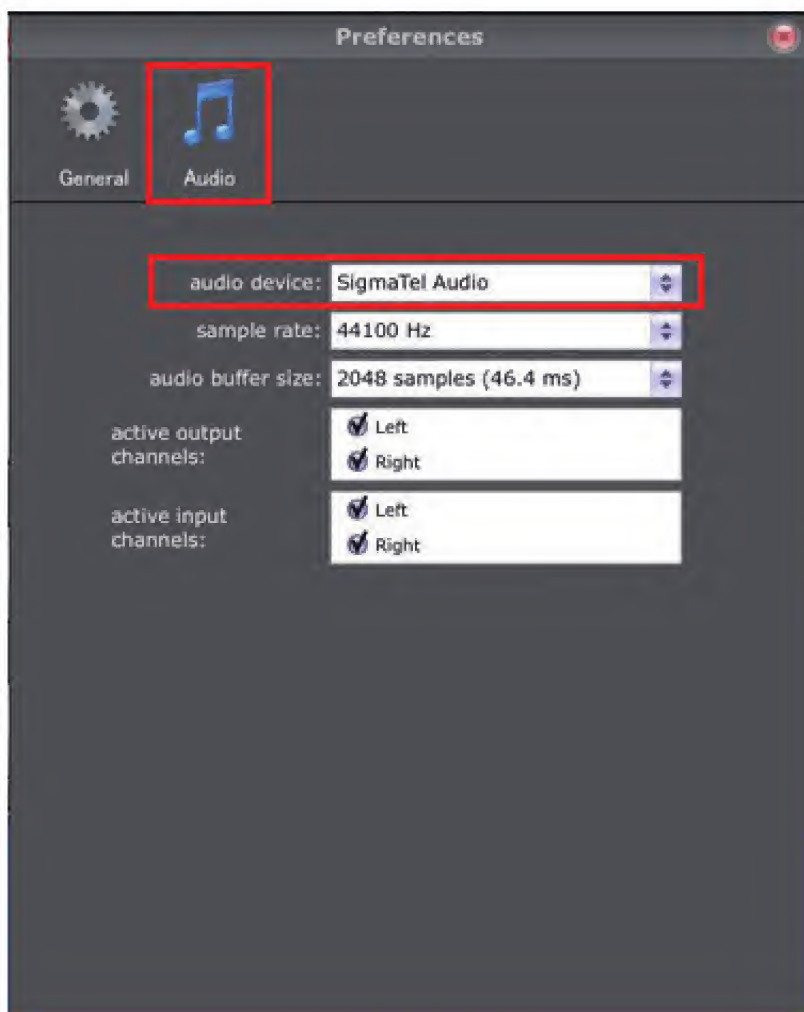 Preferences
General Audio
audio device: SigmaTel Audio
sample rate: 44100 Hz
audio buffer size: 2048 samples (46.4 ms)
active output
channels:
Left
Right
active input
channels:
Left
Right